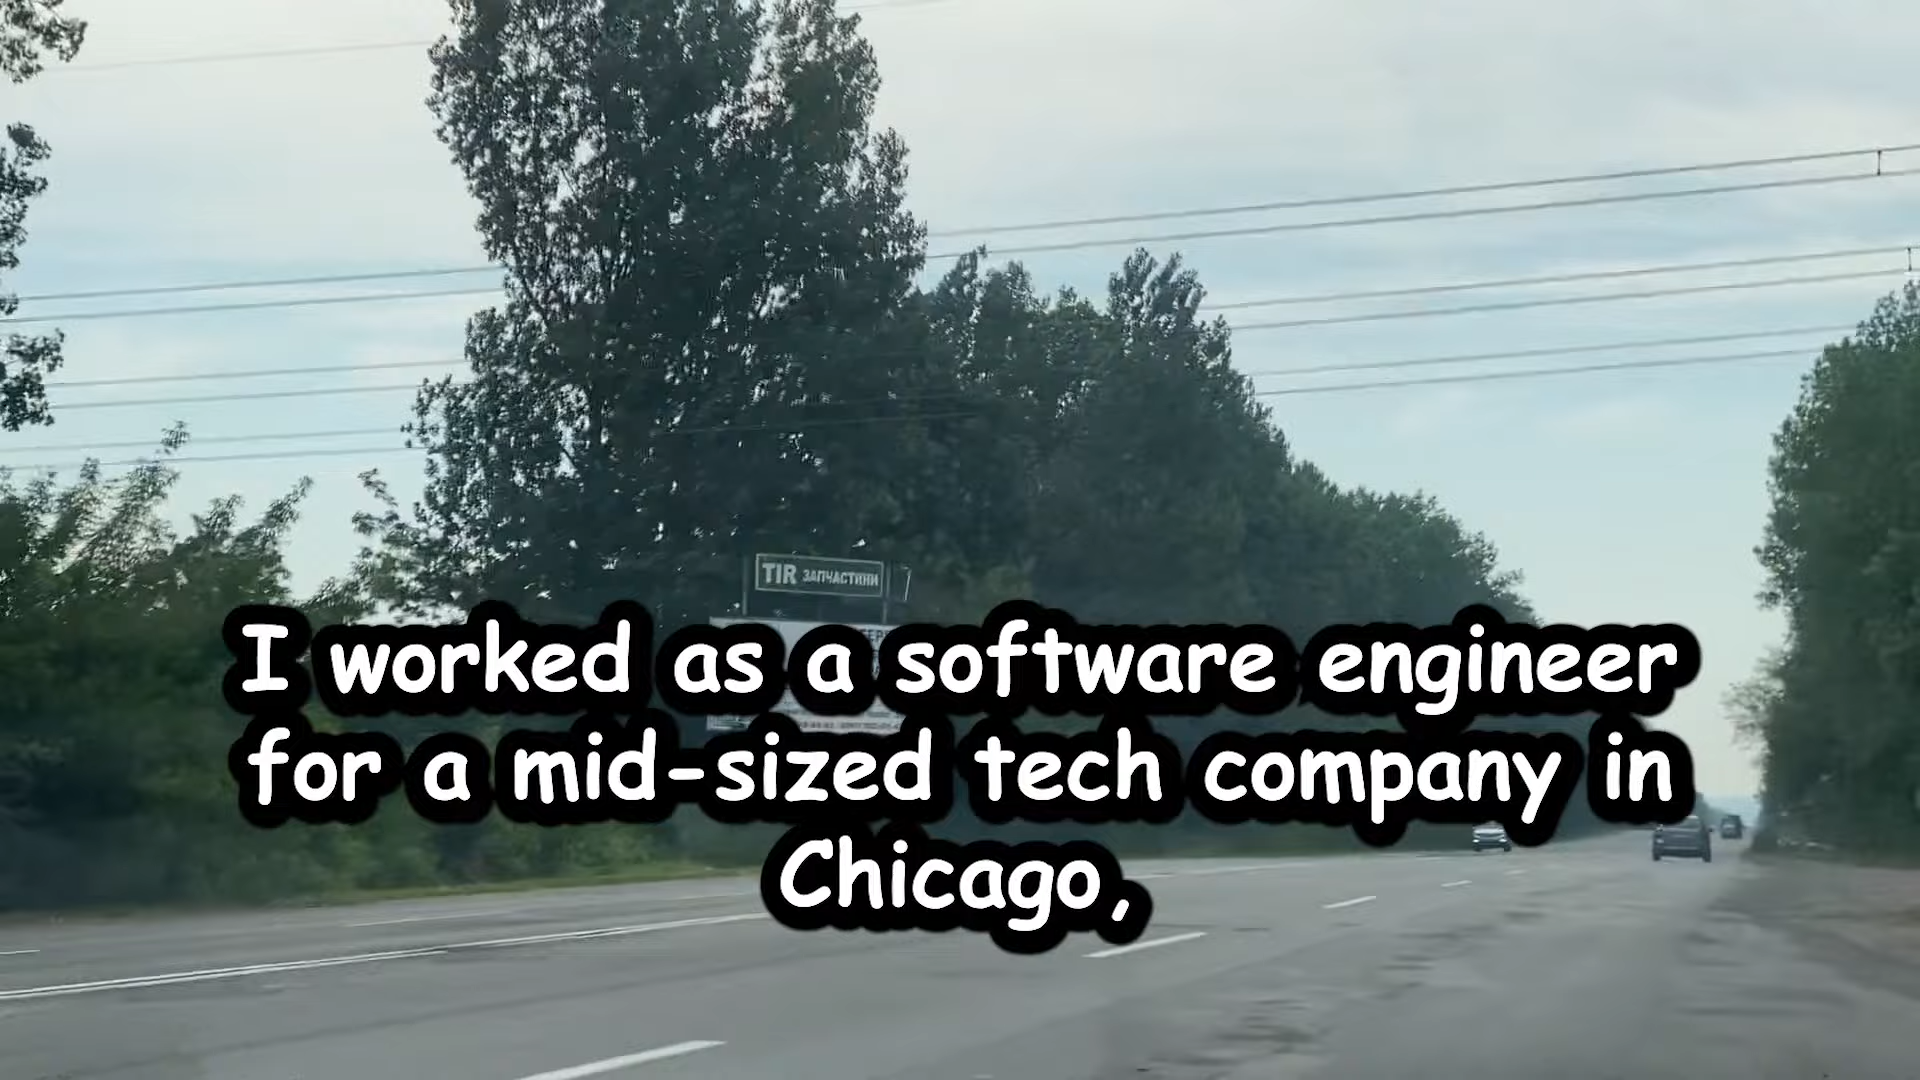 TIR ЗАПЧАСТИНИ
I worked as a software engineer
for a mid-sized tech company in
Chicago,